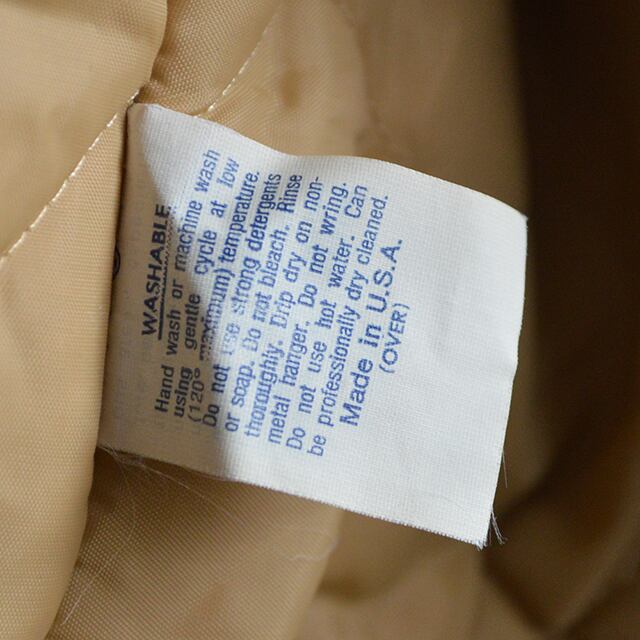 WASHABLE
Hand wash or machine wash
using gentle cycle at low
(120° maximum) temperature.
Do not use strong detergents
or soap. Do not bleach. Rinse
thoroughly. Drip dry on non-
metal hanger. Do not wring.
Do not use hot water. Can
be professionally dry cleaned.
Made in U.S.A.
(OVER)